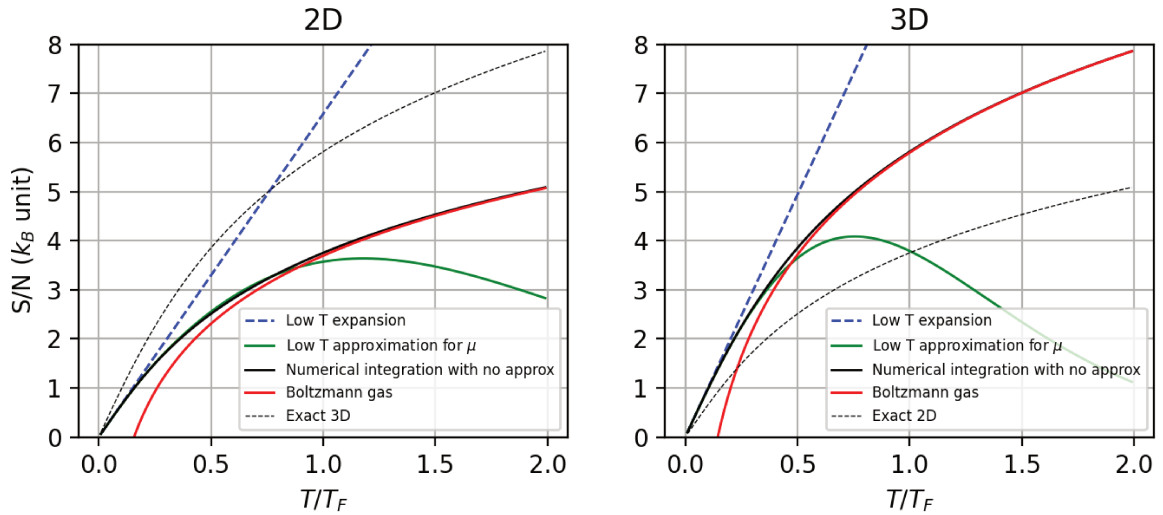 2D
8
7
6
5
4
3
2
1
0
S/N (k_B unit)
Low T expansion
Low T approximation for μ
Numerical integration with no approx
Boltzmann gas
Exact 3D
0.0 0.5 1.0 1.5 2.0
T/T_F
3D
8
7
6
5
4
3
2
1
0
Low T expansion
Low T approximation for μ
Numerical integration with no approx
Boltzmann gas
Exact 2D
0.0 0.5 1.0 1.5 2.0
T/T_F